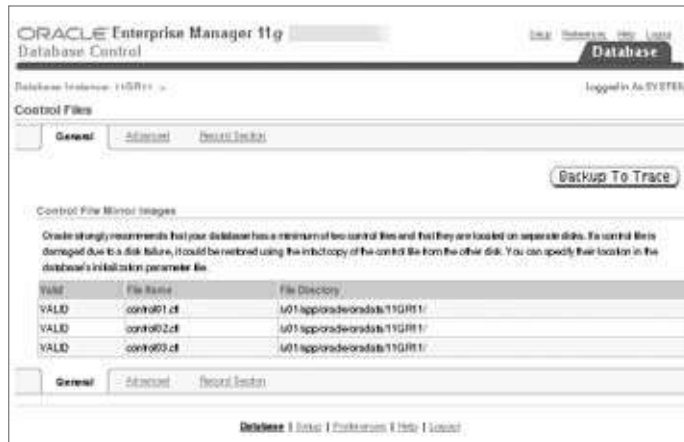 ORACLE Enterprise Manager 11g
Database Control
Setup Preferences Help Logout
Database
Database Instance: 11GR11 >
Logged in As SYSTEM
Control Files
General Advanced Record Section
Backup To Trace
Control File Mirror Images
Oracle strongly recommends that your database has a minimum of two control files and that they are located on separate disks. If a control file is
damaged due to a disk failure, it could be restored using the intact copy of the control file from the other disk. You can specify their location in the
database's initialization parameter file.
Valid File Name File Directory
VALID control01.ctl /u01/app/oracle/oradata/11GR11/
VALID control02.ctl /u01/app/oracle/oradata/11GR11/
VALID control03.ctl /u01/app/oracle/oradata/11GR11/
General Advanced Record Section
Database | Setup | Preferences | Help | Logout